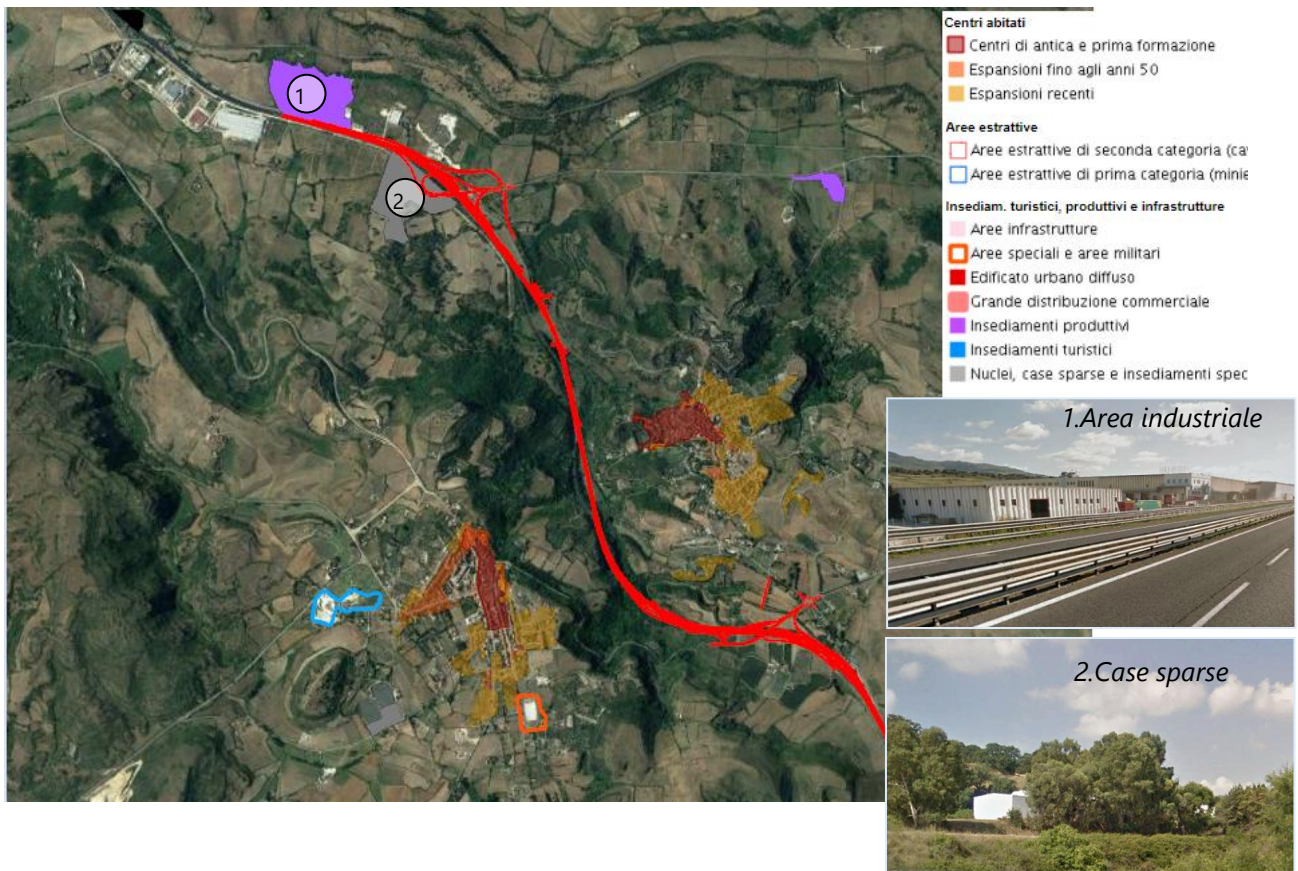 Centri abitati
Centri di antica e prima formazione
Espansioni fino agli anni 50
Espansioni recenti
Aree estrattive
Aree estrattive di seconda categoria (ca
Aree estrattive di prima categoria (minie
Insediam. turistici, produttivi e infrastrutture
Aree infrastrutture
Aree speciali e aree militari
Edificato urbano diffuso
Grande distribuzione commerciale
Insediamenti produttivi
Insediamenti turistici
Nuclei, case sparse e insediamenti spec
1
2
1.Area industriale
2.Case sparse